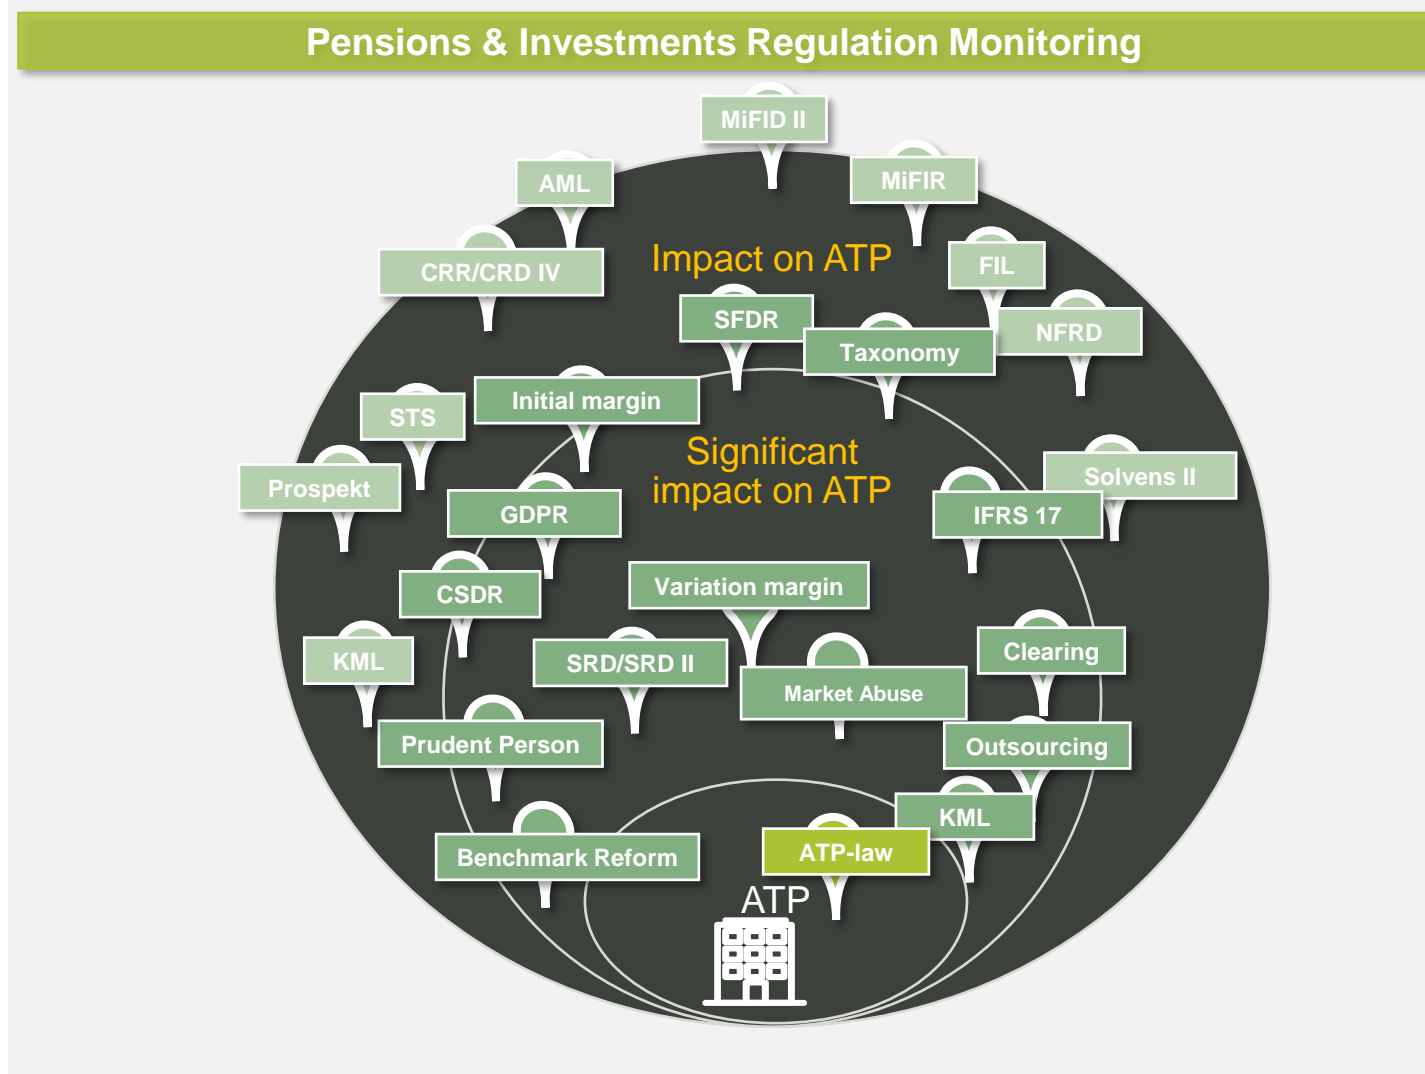 Pensions & Investments Regulation Monitoring
MiFID II
AML
MiFIR
Impact on ATP
FIL
CRR/CRD IV
SFDR
NFRD
Taxonomy
Initial margin
STS
Significant
impact on ATP
Solvens II
Prospekt
GDPR
IFRS 17
Variation margin
CSDR
Clearing
KML
SRD/SRD II
Market Abuse
Prudent Person
Outsourcing
KML
ATP-law
Benchmark Reform
ATP